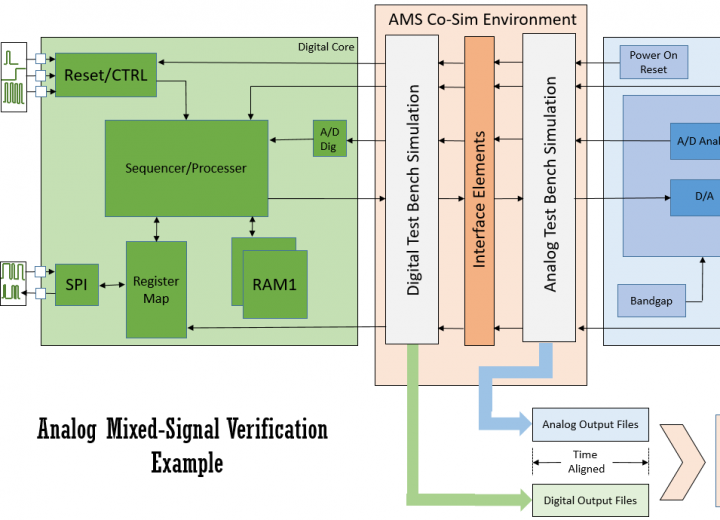 AMS Co-Sim Environment
Digital Core
Reset/CTRL
Power On
Reset
A/D
Dig
Sequencer/Processer
Digital Test Bench Simulation
Interface Elements
Analog Test Bench Simulation
A/D Anal
D/A
SPI
Register
Map
RAM1
Bandgap
Analog Mixed-Signal Verification
Example
Analog Output Files
Time
Aligned
Digital Output Files